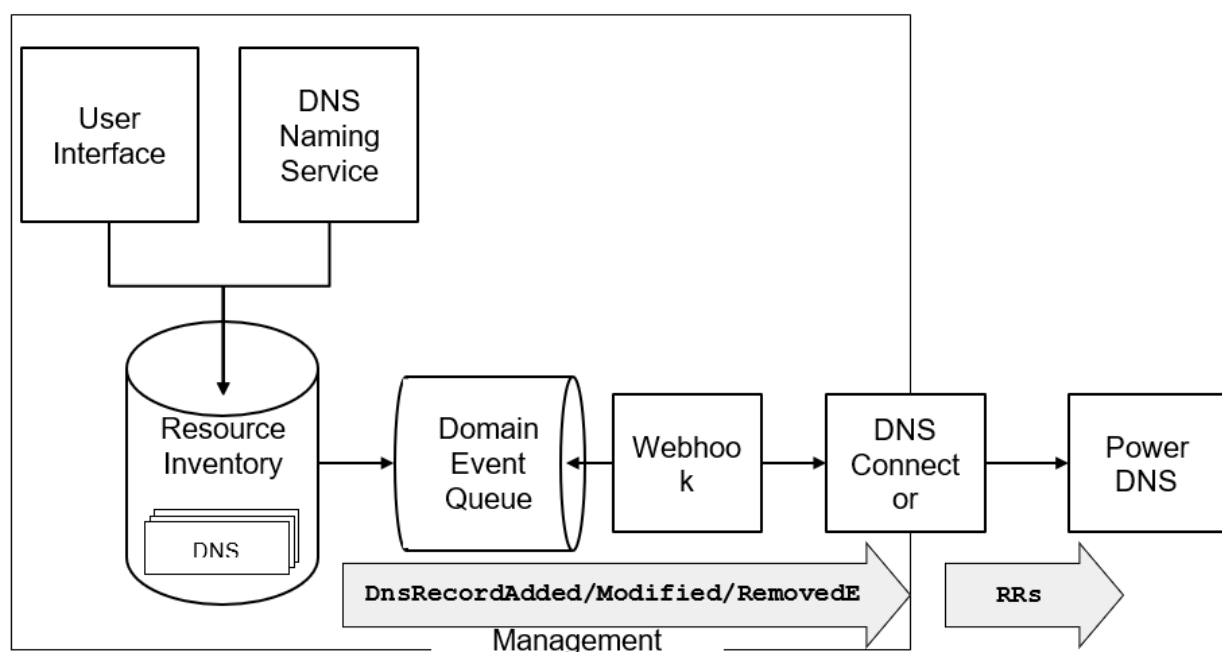 User
Interface
DNS
Naming
Service
Resource
Inventory
DNS
Domain
Event
Queue
Webhoo
k
DNS
Connect
or
Power
DNS
DnsRecordAdded/Modified/RemovedE
RRs
Management